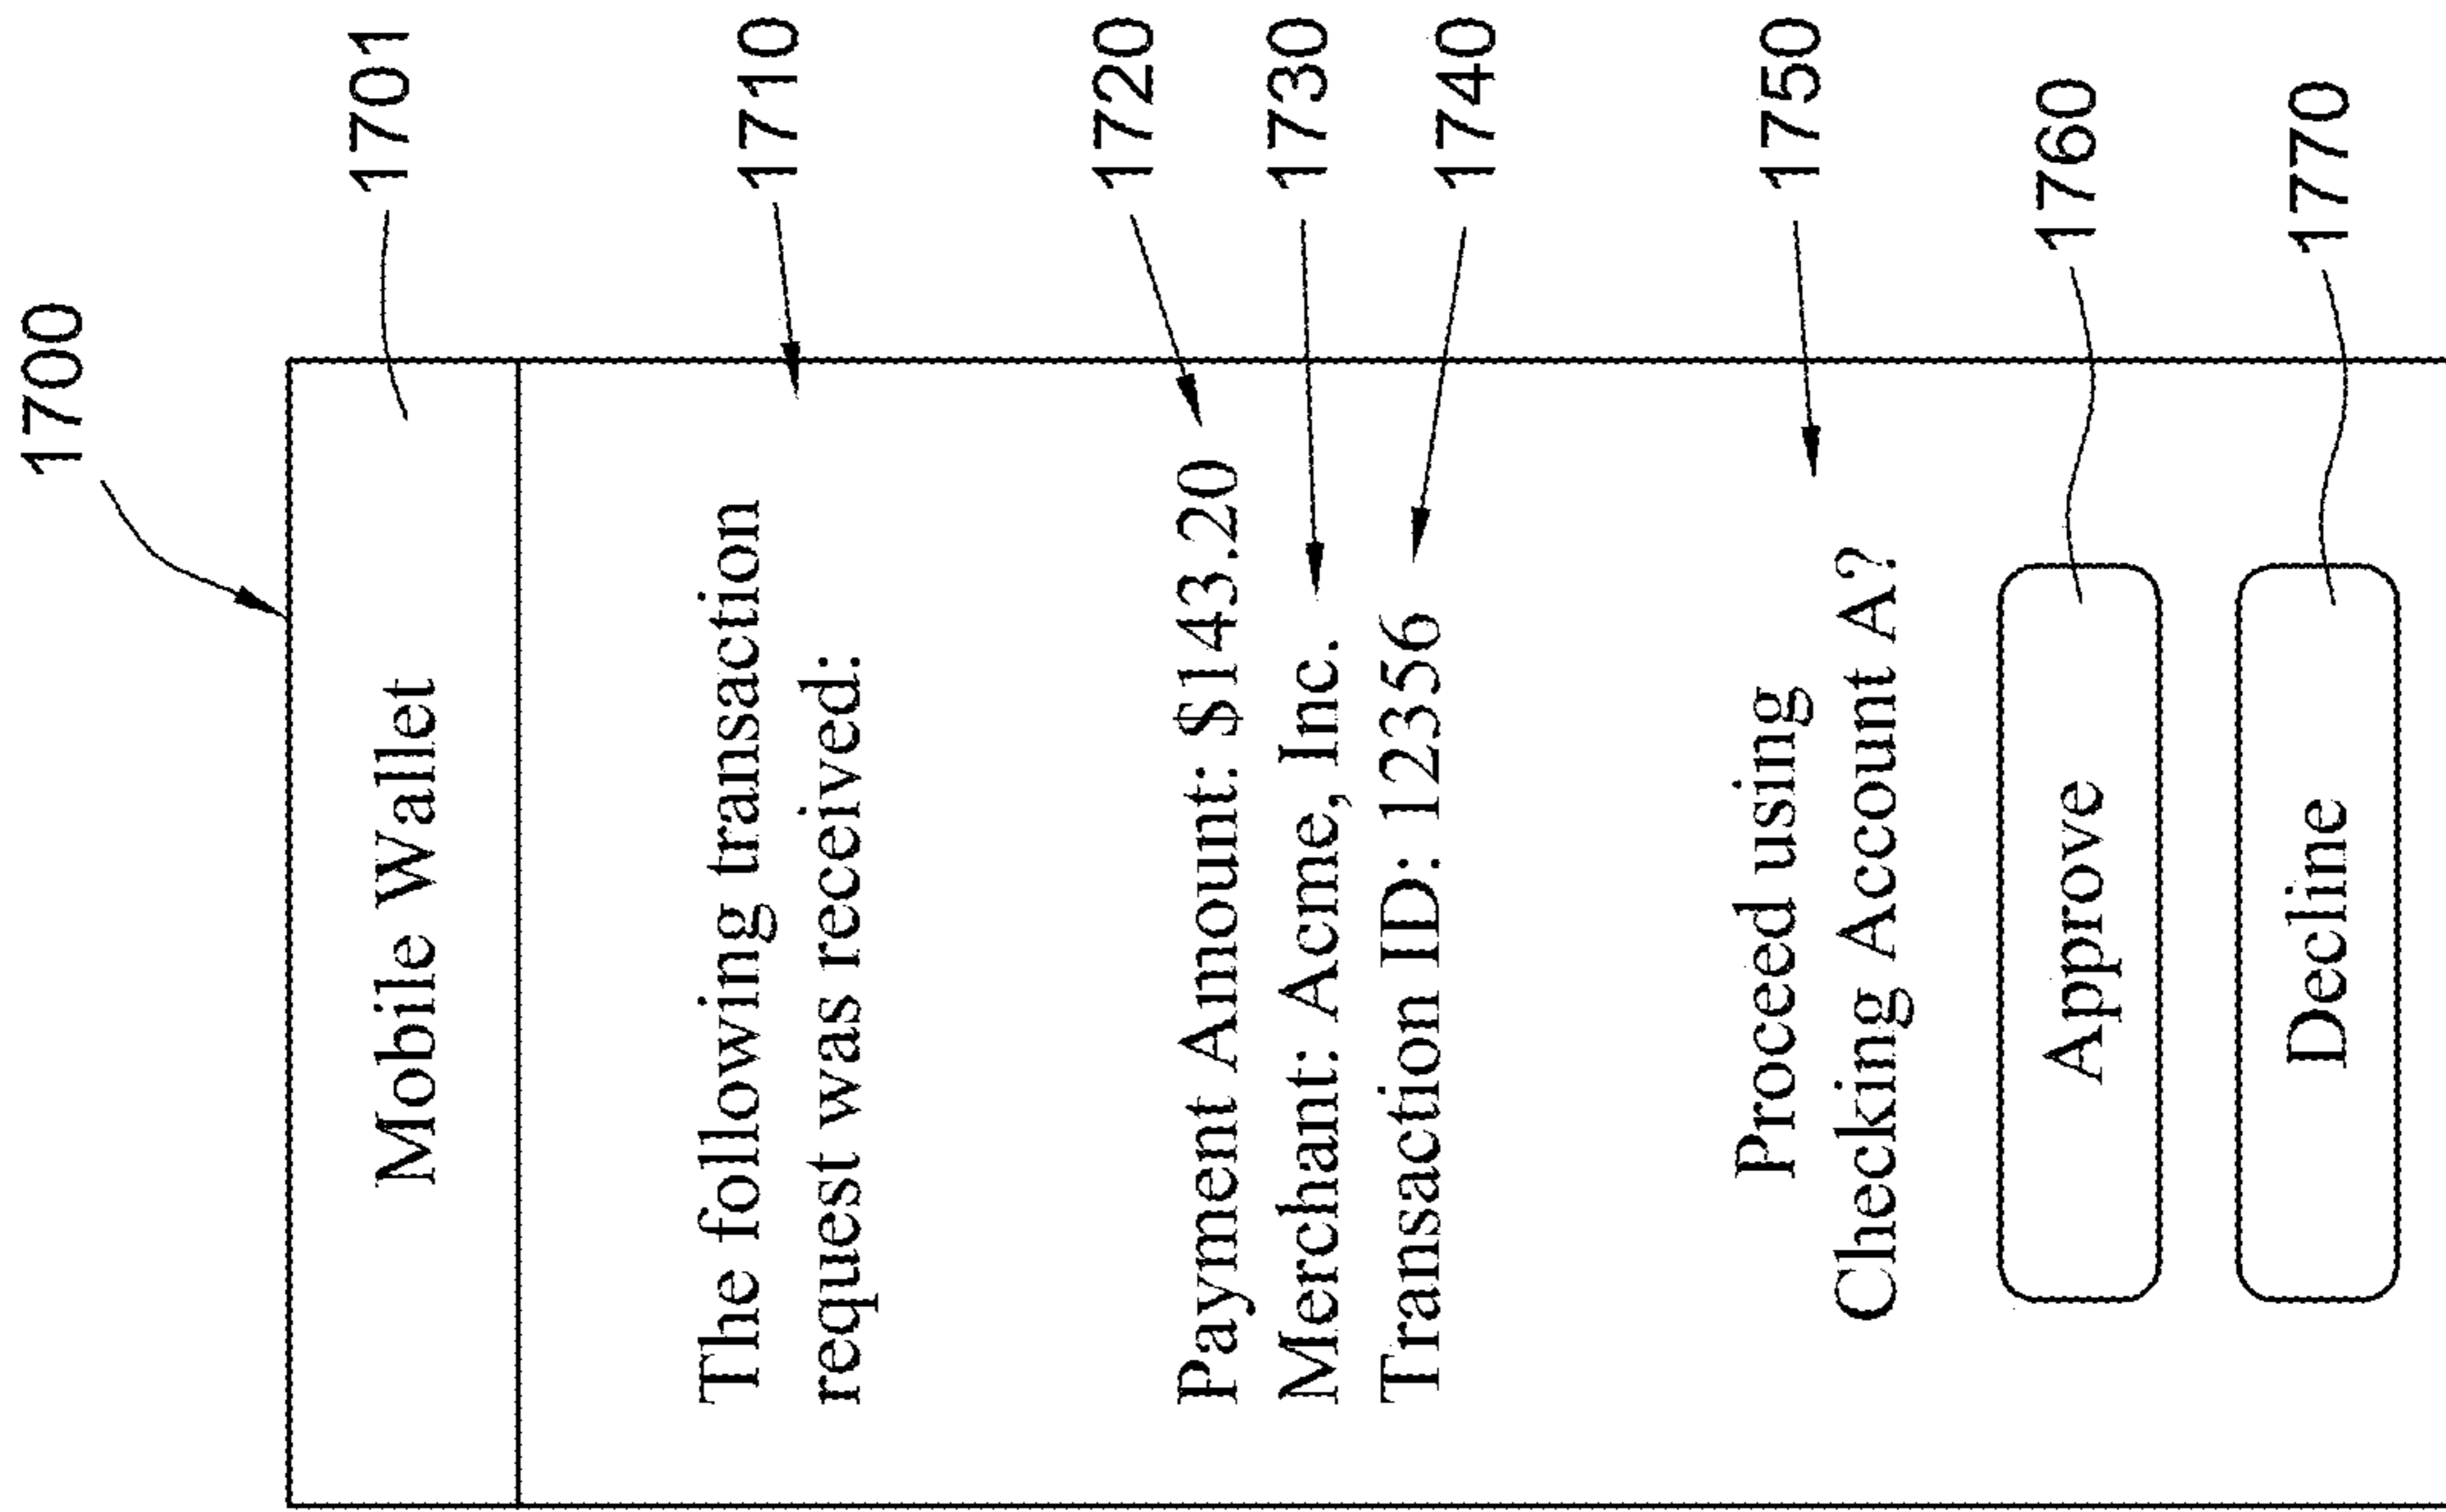 1700
Mobile Wallet 1701
The following transaction 1710
request was received:
Payment Amount: $143.20 1720
Merchant: Acme, Inc. 1730
Transaction ID: 12356 1740
Proceed using 1750
Checking Account A?
Approve 1760
Decline 1770